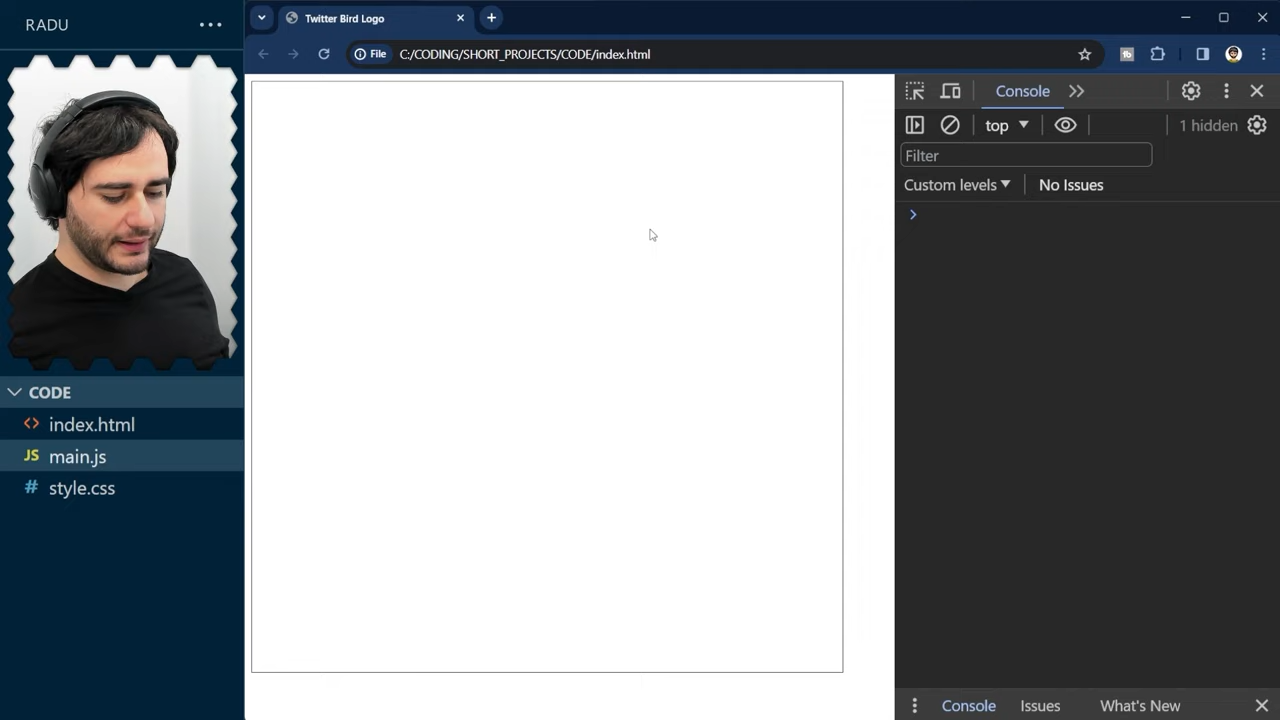 RADU
Twitter Bird Logo
File
C:/CODING/SHORT_PROJECTS/CODE/index.html
Console
top
1 hidden
Filter
Custom levels
No Issues
CODE
index.html
JS main.js
# style.css
Console
Issues
What's New